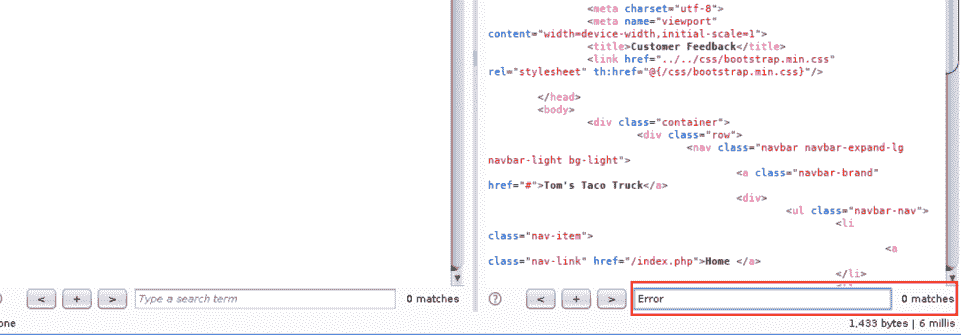 <meta charset="utf-8">
<meta name="viewport"
content="width=device-width,initial-scale=1">
<title>Customer Feedback</title>
<link href="../../css/bootstrap.min.css"
rel="stylesheet" th:href="@{/css/bootstrap.min.css}"/>
</head>
<body>
<div class="container">
<div class="row">
<nav class="navbar navbar-expand-lg
navbar-light bg-light">
<a class="navbar-brand"
href="#">Tom's Taco Truck</a>
<div>
<ul class="navbar-nav">
<li
class="nav-item">
<a
class="nav-link" href="/index.php">Home </a>
</li>
? < + > Type a search term 0 matches
? < + > Error 0 matches
one 1,433 bytes | 6 millis